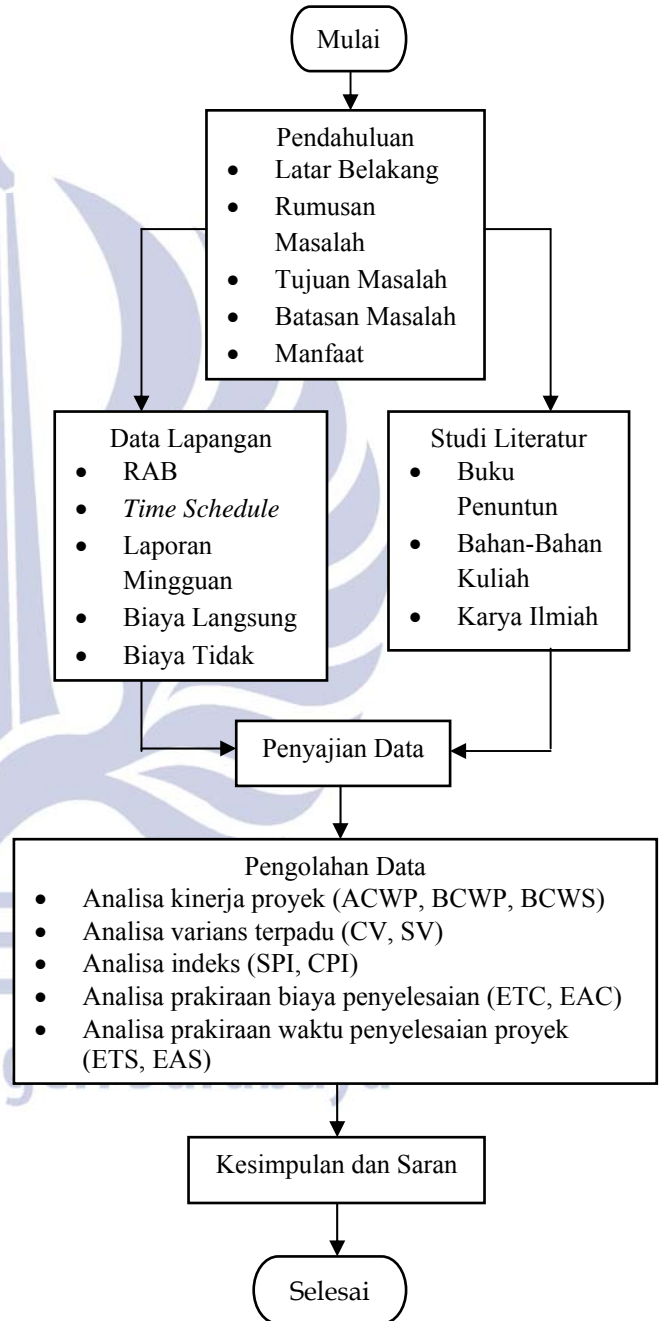 Mulai
Pendahuluan
• Latar Belakang
• Rumusan
Masalah
• Tujuan Masalah
• Batasan Masalah
• Manfaat
Data Lapangan
• RAB
• Time Schedule
• Laporan
Mingguan
• Biaya Langsung
• Biaya Tidak
Studi Literatur
• Buku
Penuntun
• Bahan-Bahan
Kuliah
• Karya Ilmiah
Penyajian Data
Pengolahan Data
• Analisa kinerja proyek (ACWP, BCWP, BCWS)
• Analisa varians terpadu (CV, SV)
• Analisa indeks (SPI, CPI)
• Analisa prakiraan biaya penyelesaian (ETC, EAC)
• Analisa prakiraan waktu penyelesaian proyek
(ETS, EAS)
Kesimpulan dan Saran
Selesai